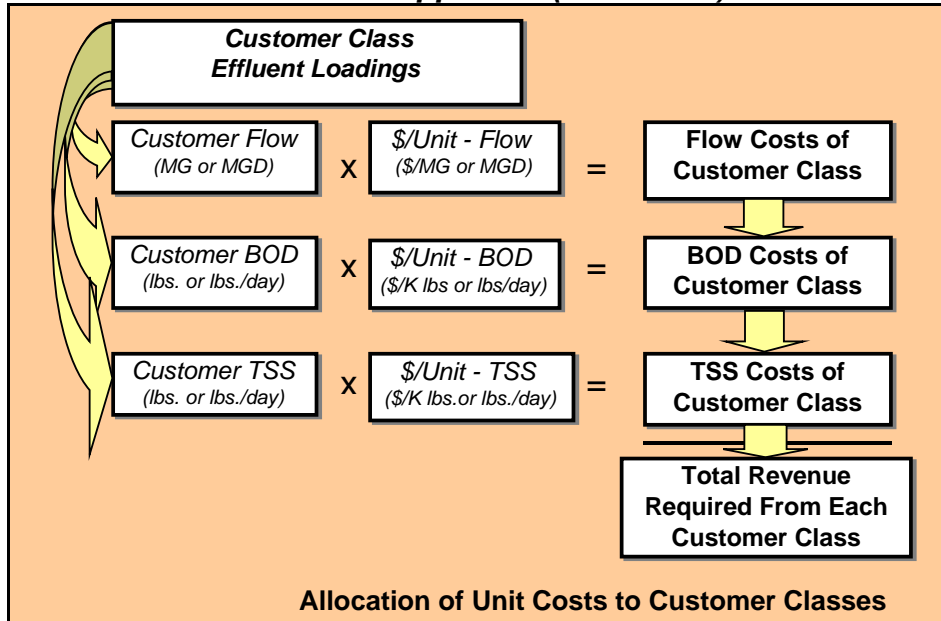 Customer Class
Effluent Loadings
Customer Flow
(MG or MGD)
x
$/Unit - Flow
($/MG or MGD)
=
Flow Costs of
Customer Class
Customer BOD
(lbs. or lbs./day)
x
$/Unit - BOD
($/K lbs or lbs/day)
=
BOD Costs of
Customer Class
Customer TSS
(lbs. or lbs./day)
x
$/Unit - TSS
($/K lbs.or lbs./day)
=
TSS Costs of
Customer Class
Total Revenue
Required From Each
Customer Class
Allocation of Unit Costs to Customer Classes